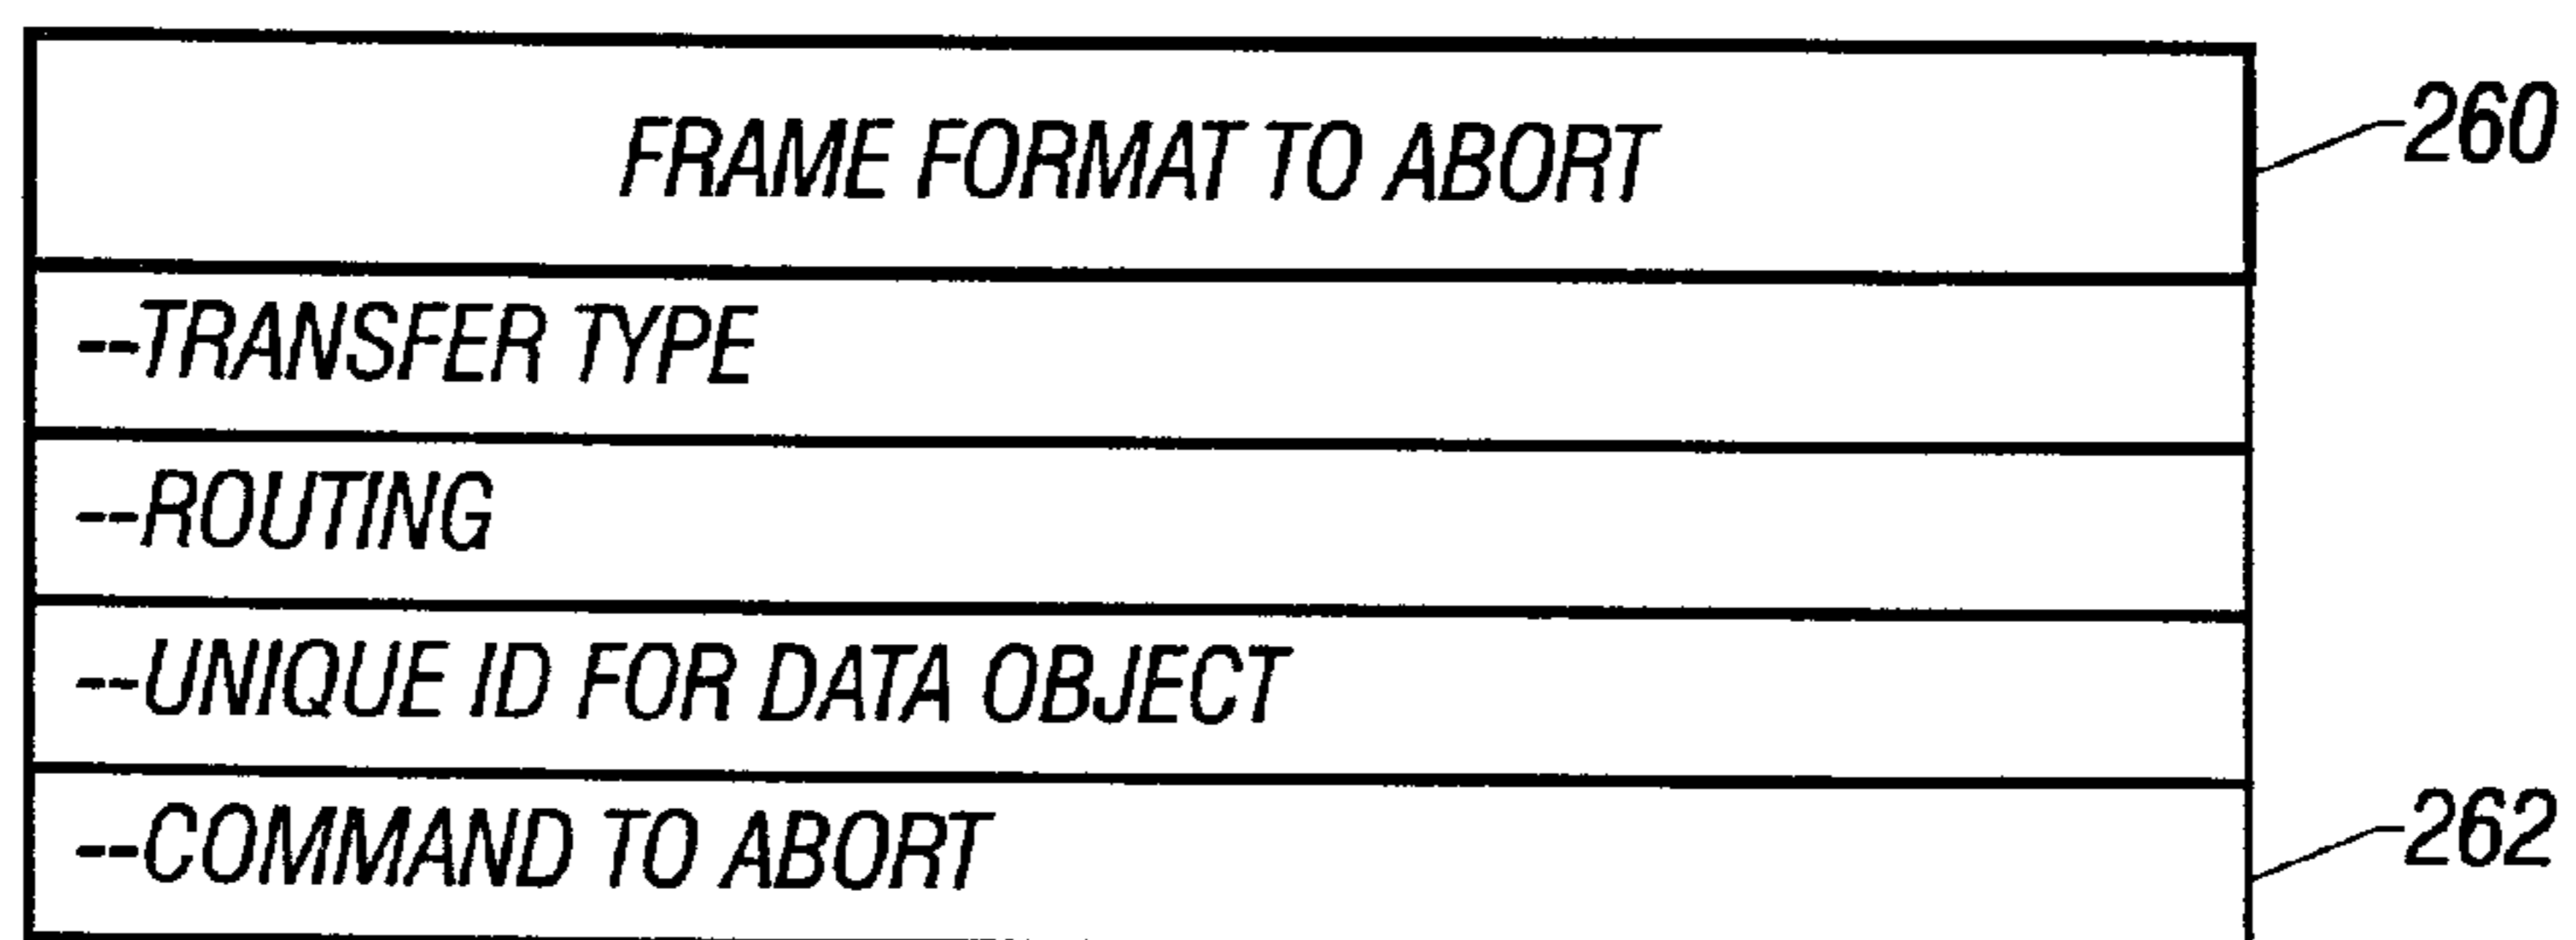 FRAME FORMAT TO ABORT
260
--TRANSFER TYPE
--ROUTING
--UNIQUE ID FOR DATA OBJECT
--COMMAND TO ABORT
262